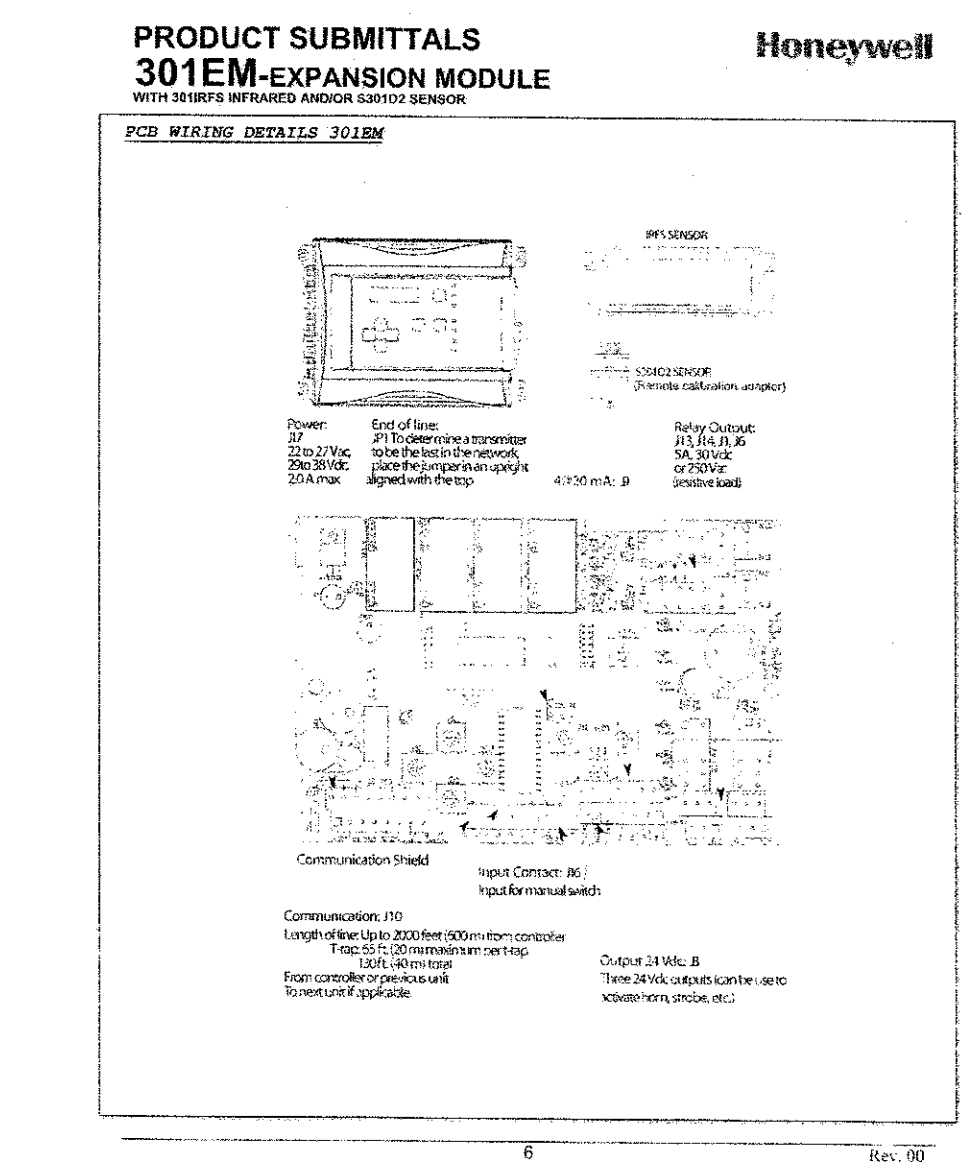 PRODUCT SUBMITTALS
Honeywell
301EM-EXPANSION MODULE
WITH 301IRFS INFRARED AND/OR S301D2 SENSOR
PCB WIRING DETAILS 301EM
IRFS SENSOR
S301D2 SENSOR
(Remote calibration adaptor)
Power:
J17
22 to 27 Vac,
29 to 38 Vdc,
2.0 A max
End of line:
JP1 To determine a transmitter
to be the last in the network,
place the jumper in an upright
aligned with the top
4/#20 mA: J9
Relay Output:
J13, J14, J1, J6
5A, 30 Vdc
or 250 Vac
(resistive load)
Communication Shield
Input Contact: J16 /
Input for manual switch
Communication: J10
Length of line: Up to 2000 feet (600 m) from controller
T-tap: 65 ft. (20 m) maximum per t-tap
130 ft. (40 m) total
From controller or previous unit
To next unit if applicable.
Output 24 Vdc:
Three 24 Vdc outputs (can be use to
activate horn, strobe, etc.)
6
Rev. 00